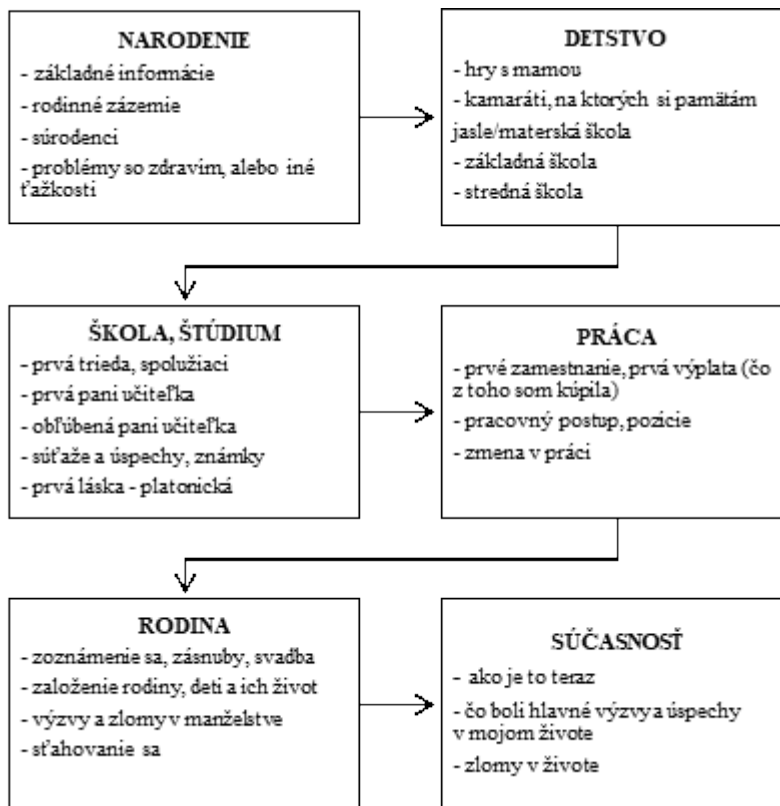 NARODENIE
- základné informácie
- rodinné zázemie
- súrodenci
- problémy so zdravím, alebo iné
ťažkosti
DETSTVO
- hry s mamou
- kamaráti, na ktorých si pamätám
jasle/materská škola
- základná škola
- stredná škola
ŠKOLA, ŠTÚDIUM
- prvá trieda, spolužiaci
- prvá pani učiteľka
- obľúbená pani učiteľka
- súťaže a úspechy, známky
- prvá láska - platonická
PRÁCA
- prvé zamestnanie, prvá výplata (čo
z toho som kúpila)
- pracovný postup, pozície
- zmena v práci
RODINA
- zoznámenie sa, zásnuby, svadba
- založenie rodiny, deti a ich život
- výzvy a zlomy v manželstve
- sťahovanie sa
SÚČASNOSŤ
- ako je to teraz
- čo boli hlavné výzvy a úspechy
v mojom živote
- zlomy v živote